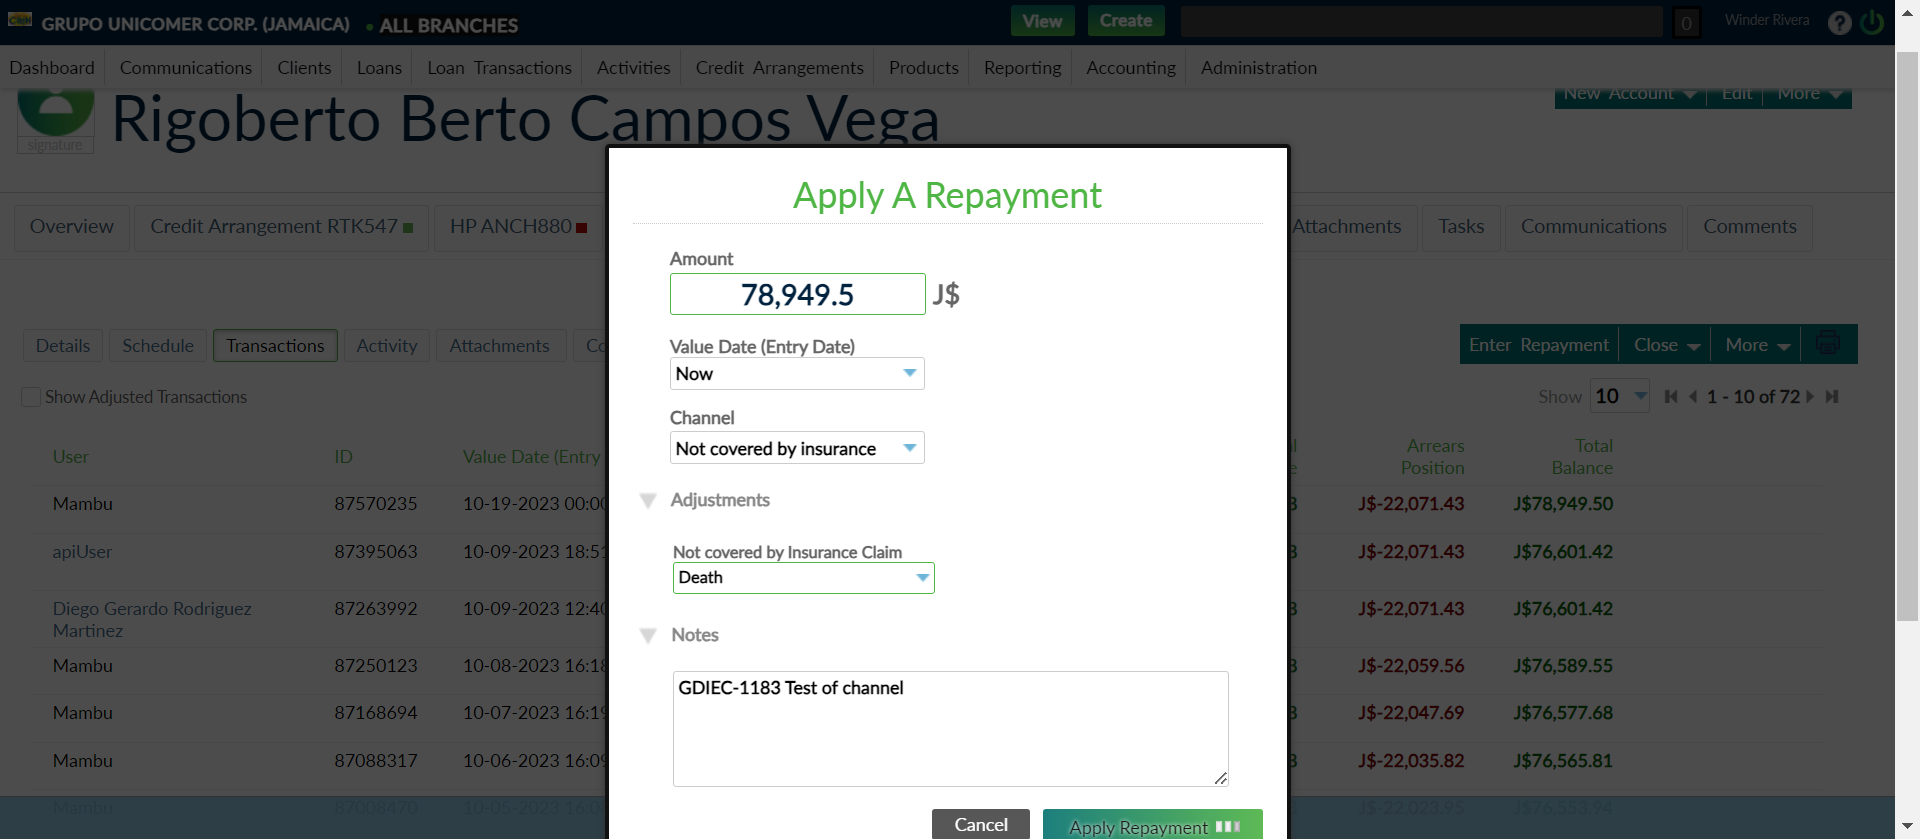 GRUPO UNICOMER CORP. (JAMAICA) ALL BRANCHES View Create 0 Winder Rivera ?
Dashboard Communications Clients Loans Loan Transactions Activities Credit Arrangements Products Reporting Accounting Administration
Rigoberto Berto Campos Vega
New Account Edit More
signature
Apply A Repayment
Overview Credit Arrangement RTK547 HP ANCH880 Attachments Tasks Communications Comments
Amount
78,949.5 J$
Details Schedule Transactions Activity Attachments Co
Value Date (Entry Date)
Now
Enter Repayment Close More
Show Adjusted Transactions
Show 10 1 - 10 of 72
Channel
Not covered by insurance
User ID Value Date (Entry
Arrears Position Total Balance
Mambu 87570235 10-19-2023 00:00 J$-22,071.43 J$78,949.50
Adjustments
apiUser 87395063 10-09-2023 18:51 J$-22,071.43 J$76,601.42
Not covered by Insurance Claim
Death
Diego Gerardo Rodriguez 87263992 10-09-2023 12:40 J$-22,071.43 J$76,601.42
Martinez
Notes
Mambu 87250123 10-08-2023 16:18 J$-22,059.56 J$76,589.55
GDIEC-1183 Test of channel
Mambu 87168694 10-07-2023 16:19 J$-22,047.69 J$76,577.68
Mambu 87088317 10-06-2023 16:09 J$-22,035.82 J$76,565.81
Mambu 87008470 10-05-2023 16:0 J$-22,023.95 J$76,553.94
Cancel Apply Repayment